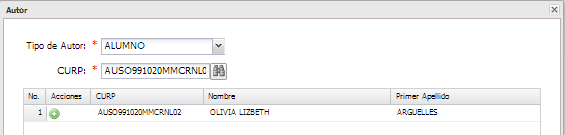 Autor
Tipo de Autor: * ALUMNO
CURP: * AUSO991020MMCRNL0
No. Acciones CURP Nombre Primer Apellido
1 AUSO991020MMCRNL02 OLIVIA LIZBETH ARGUELLES